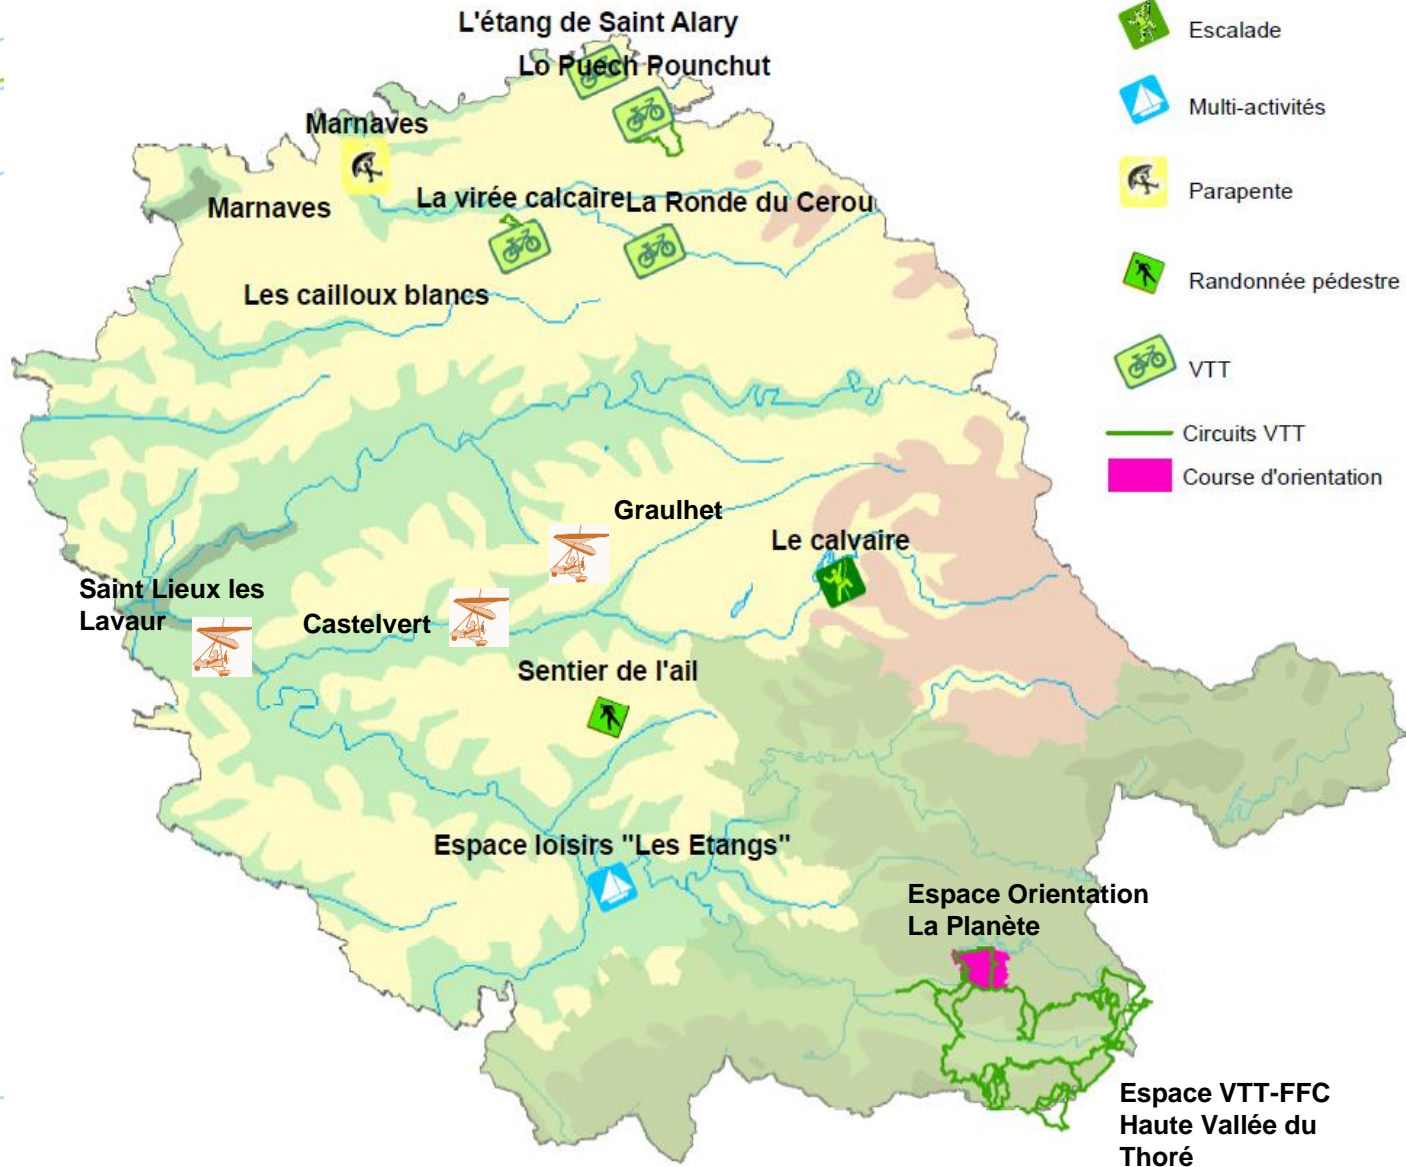 L'étang de Saint Alary
Lo Puech Pounchut
Marnaves
Marnaves
La virée calcaire
La Ronde du Cerou
Les cailloux blancs
Graulhet
Le calvaire
Saint Lieux les
Lavaur
Castelvert
Sentier de l'ail
Espace loisirs "Les Etangs"
Espace Orientation
La Planète
Espace VTT-FFC
Haute Vallée du
Thoré
Escalade
Multi-activités
Parapente
Randonnée pédestre
VTT
Circuits VTT
Course d'orientation